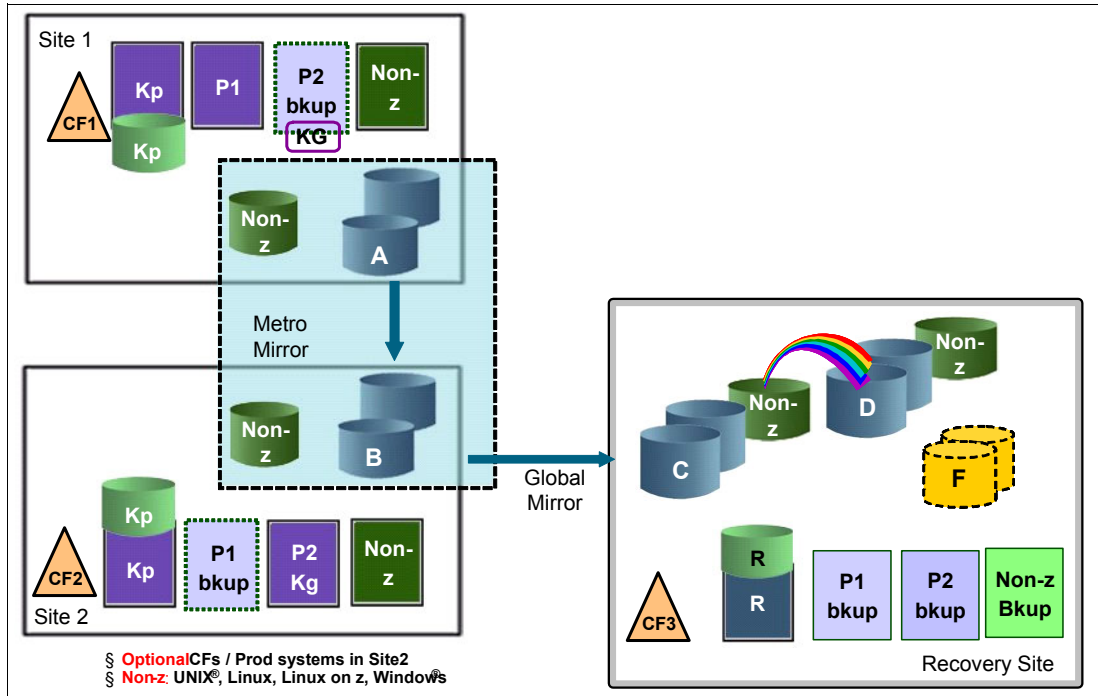 Site 1
Kp
P1
P2
bkup
Non-
z
CF1
Kp
KG
Non-
z
A
Metro
Mirror
Non-
z
B
Global
Mirror
Kp
CF2
Kp
P1
bkup
P2
Kg
Non-
z
Site 2
Non-
z
Non-
z
D
C
F
R
CF3
R
P1
bkup
P2
bkup
Non-z
Bkup
Recovery Site
§ OptionalCFs / Prod systems in Site2
§ Non-z: UNIX®, Linux, Linux on z, Windows®